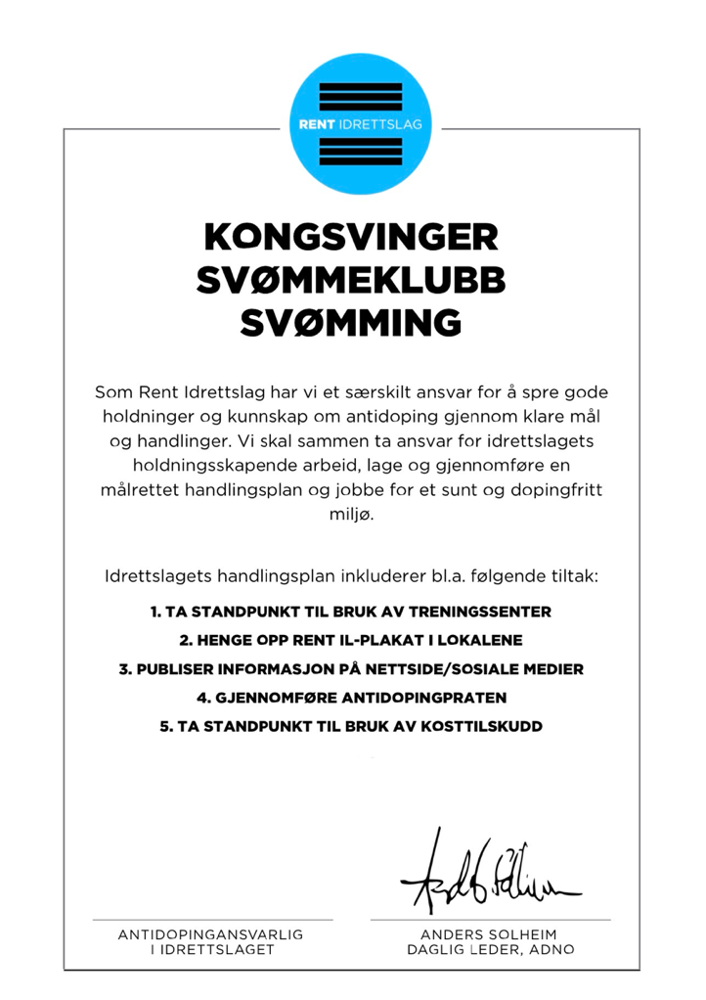 RENT IDRETTSLAG
KONGSVINGER
SVØMMEKLUBB
SVØMMING
Som Rent Idrettslag har vi et særskilt ansvar for å spre gode
holdninger og kunnskap om antidoping gjennom klare mål
og handlinger. Vi skal sammen ta ansvar for idrettslagets
holdningsskapende arbeid, lage og gjennomføre en
målrettet handlingsplan og jobbe for et sunt og dopingfritt
miljø.
Idrettslagets handlingsplan inkluderer bl.a. følgende tiltak:
1. TA STANDPUNKT TIL BRUK AV TRENINGSSENTER
2. HENGE OPP RENT IL-PLAKAT I LOKALENE
3. PUBLISER INFORMASJON PÅ NETTSIDE/SOSIALE MEDIER
4. GJENNOMFØRE ANTIDOPINGPRATEN
5. TA STANDPUNKT TIL BRUK AV KOSTTILSKUDD
ANTIDOPINGANSVARLIG
I IDRETTSLAGET
ANDERS SOLHEIM
DAGLIG LEDER, ADNO